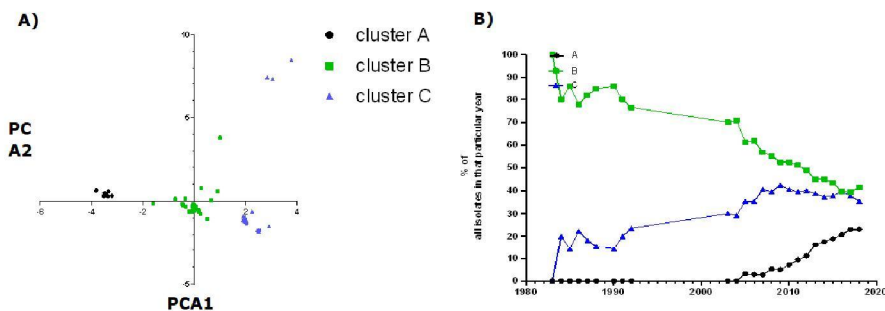 A)
10
cluster A
cluster B
cluster C
5
PC
A2
-6
-4
-2
0
2
4
-5
PCA1
B)
A
B
C
100
90
80
70
60
50
40
30
20
10
0
% of
all isolates in that particular year
1980
1990
2000
2010
2020